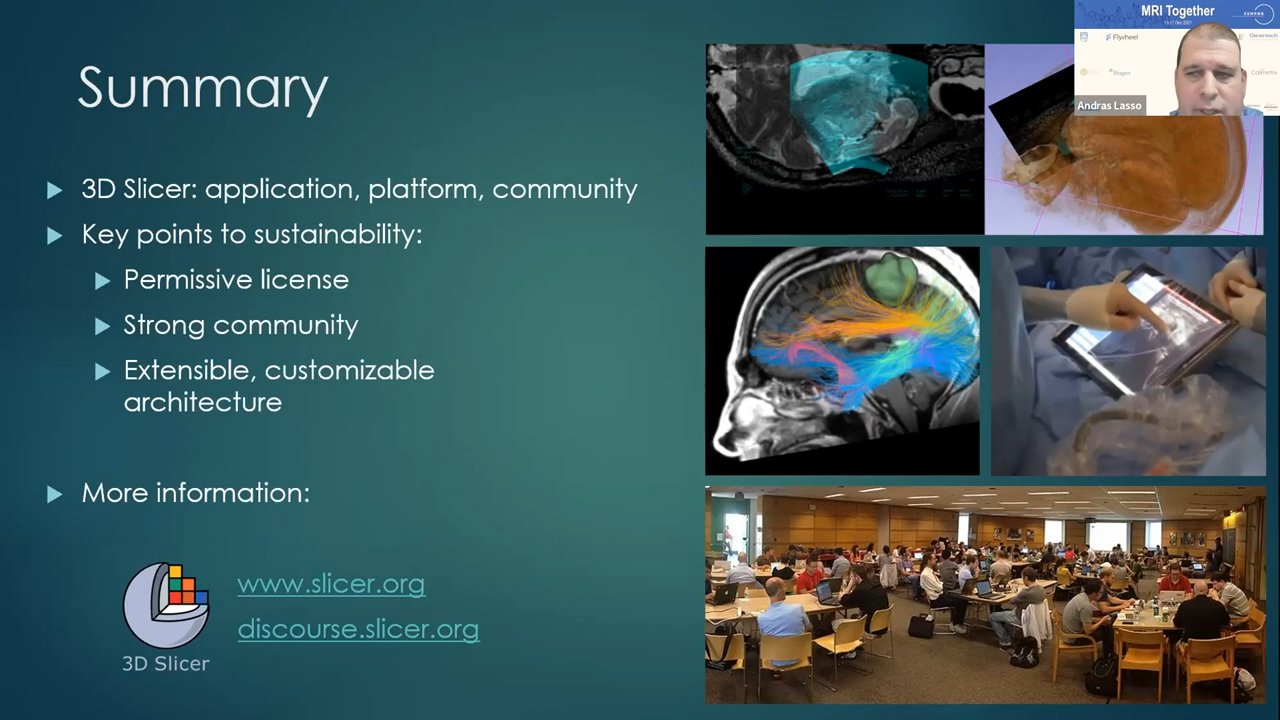 Summary
3D Slicer: application, platform, community
Key points to sustainability:
Permissive license
Strong community
Extensible, customizable
architecture
More information:
www.slicer.org
discourse.slicer.org
3D Slicer
MRI Together
Flywheel
Andras Lasso